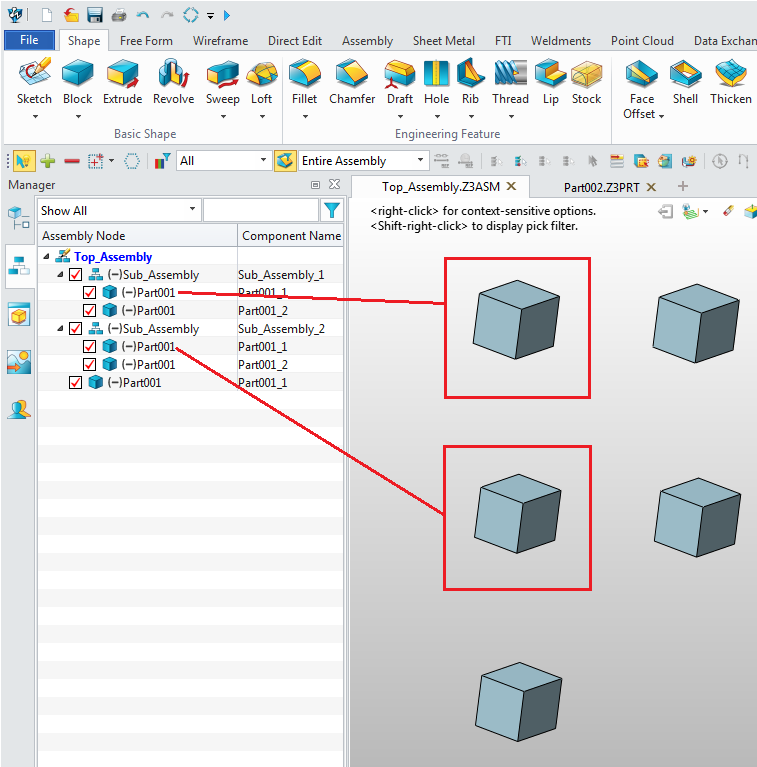 File Shape Free Form Wireframe Direct Edit Assembly Sheet Metal FTI Weldments Point Cloud Data Exchan
Sketch Block Extrude Revolve Sweep Loft Fillet Chamfer Draft Hole Rib Thread Lip Stock Face Offset Shell Thicken
Basic Shape Engineering Feature
All Entire Assembly
Manager
Top_Assembly.Z3ASM Part002.Z3PRT
Show All
<right-click> for context-sensitive options.
<Shift-right-click> to display pick filter.
Assembly Node Component Name
Top_Assembly
(−)Sub_Assembly Sub_Assembly_1
(−)Part001 Part001_1
(−)Part001 Part001_2
(−)Sub_Assembly Sub_Assembly_2
(−)Part001 Part001_1
(−)Part001 Part001_2
(−)Part001 Part001_1